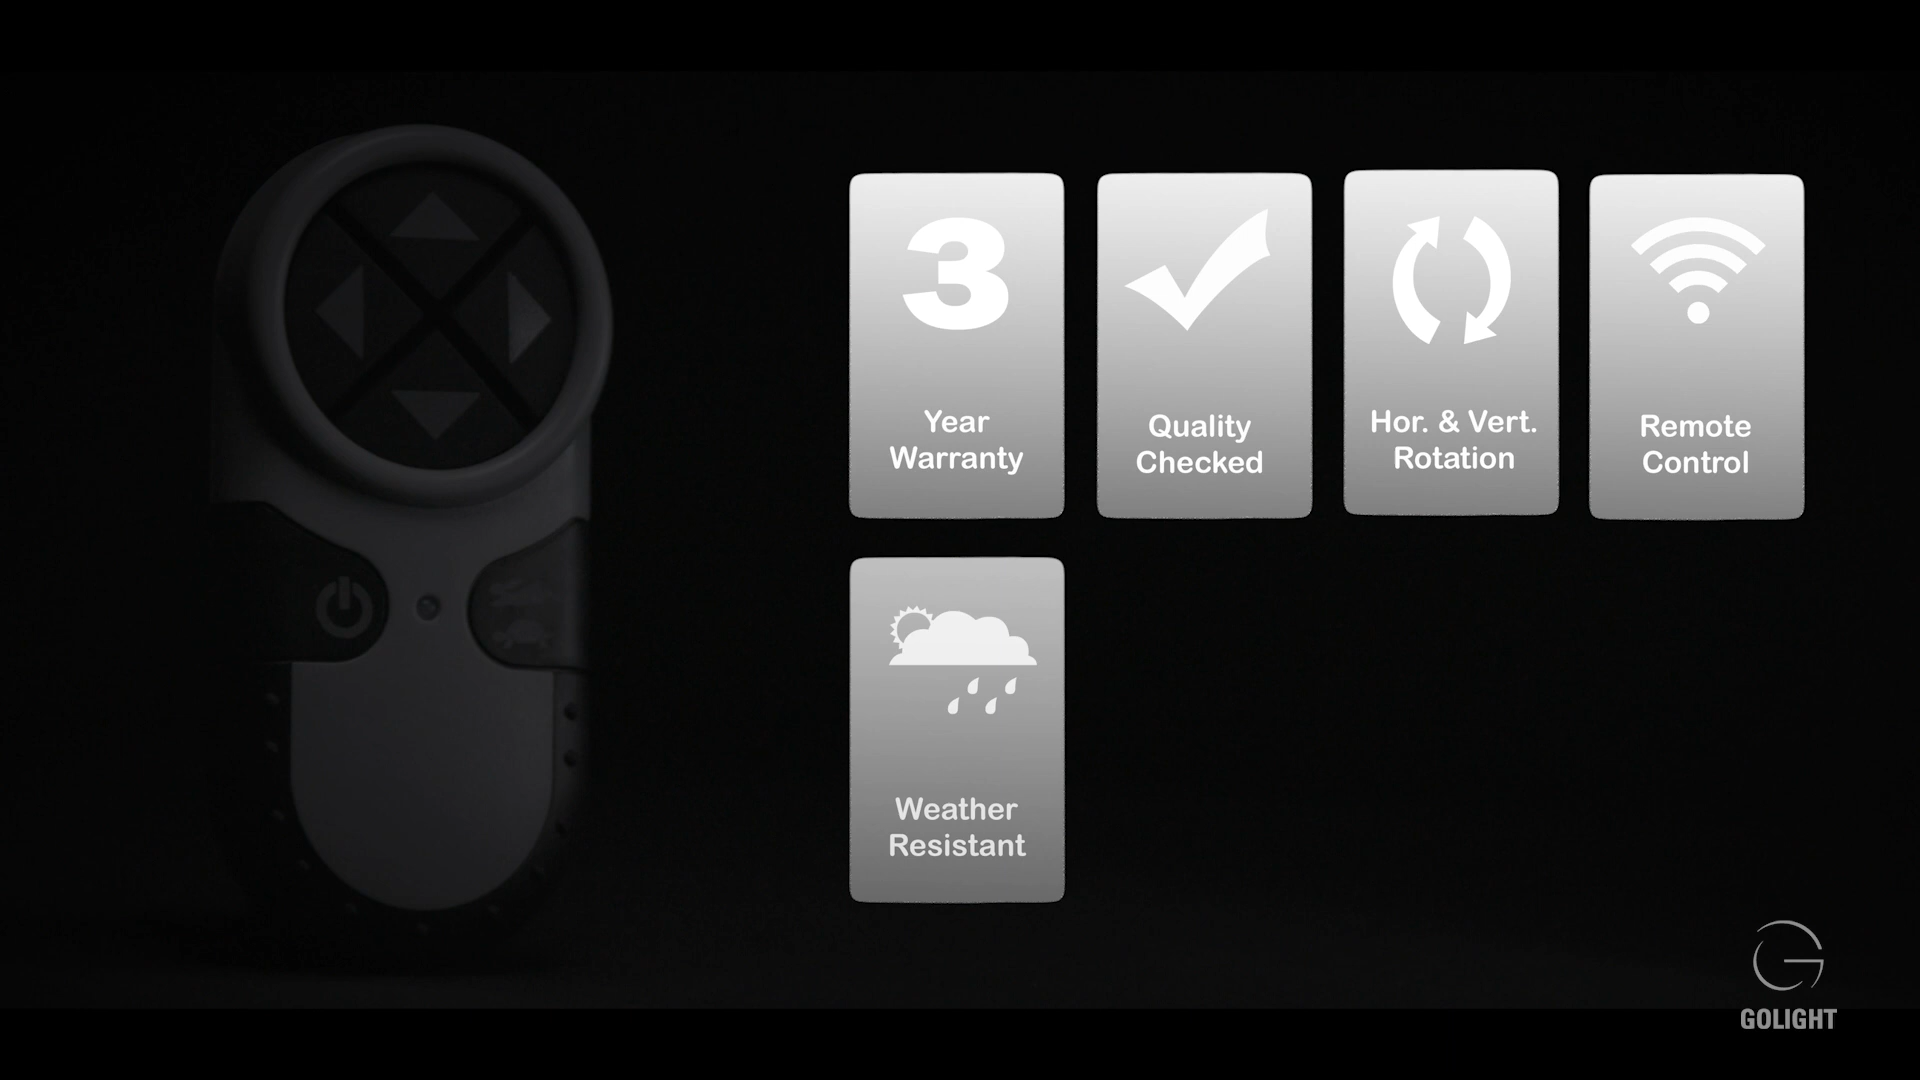 3
Year
Warranty
Quality
Checked
Hor. & Vert.
Rotation
Remote
Control
Weather
Resistant
GOLIGHT